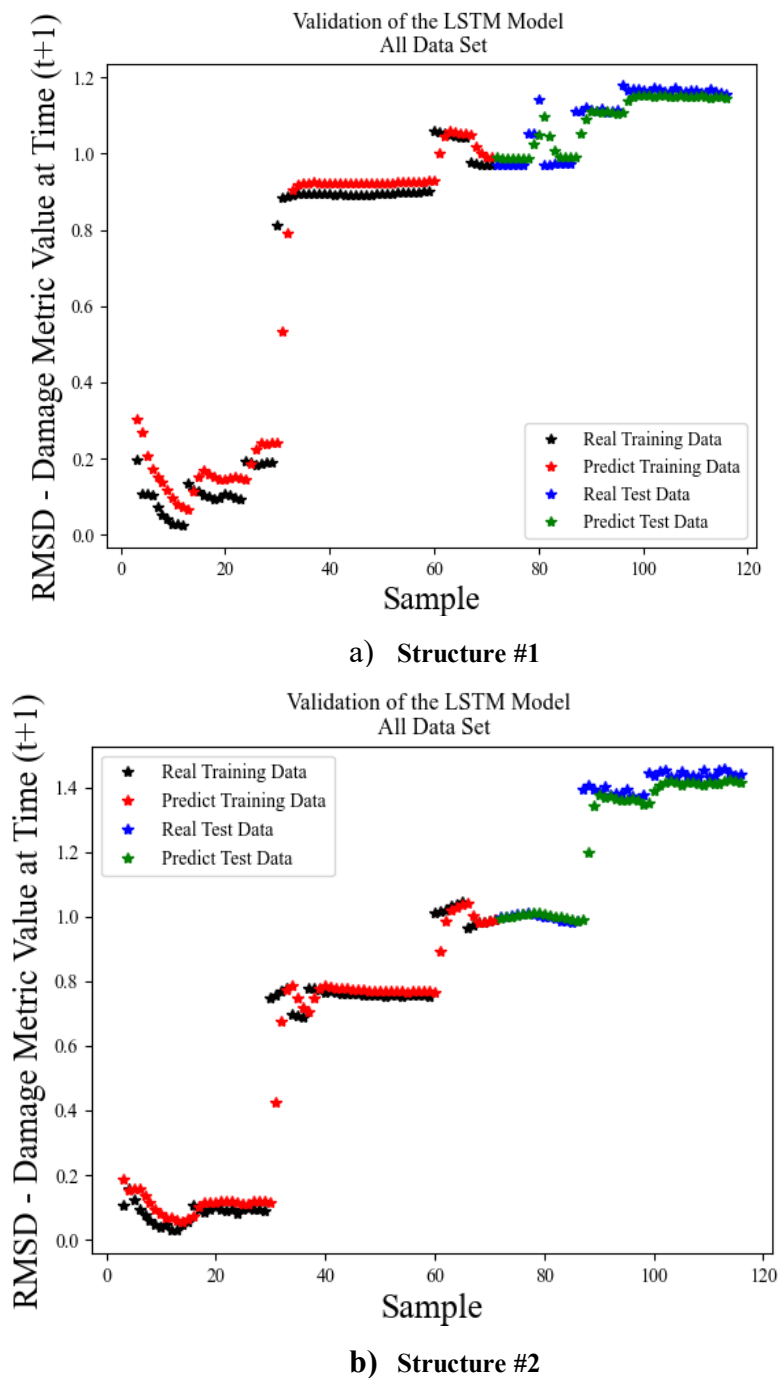 Validation of the LSTM Model
All Data Set
RMSD - Damage Metric Value at Time (t+1)
1.2
1.0
0.8
0.6
0.4
0.2
0.0
Real Training Data
Predict Training Data
Real Test Data
Predict Test Data
0 20 40 60 80 100 120
Sample
a) Structure #1
Validation of the LSTM Model
All Data Set
RMSD - Damage Metric Value at Time (t+1)
Real Training Data
Predict Training Data
Real Test Data
Predict Test Data
1.4
1.2
1.0
0.8
0.6
0.4
0.2
0.0
0 20 40 60 80 100 120
Sample
b) Structure #2